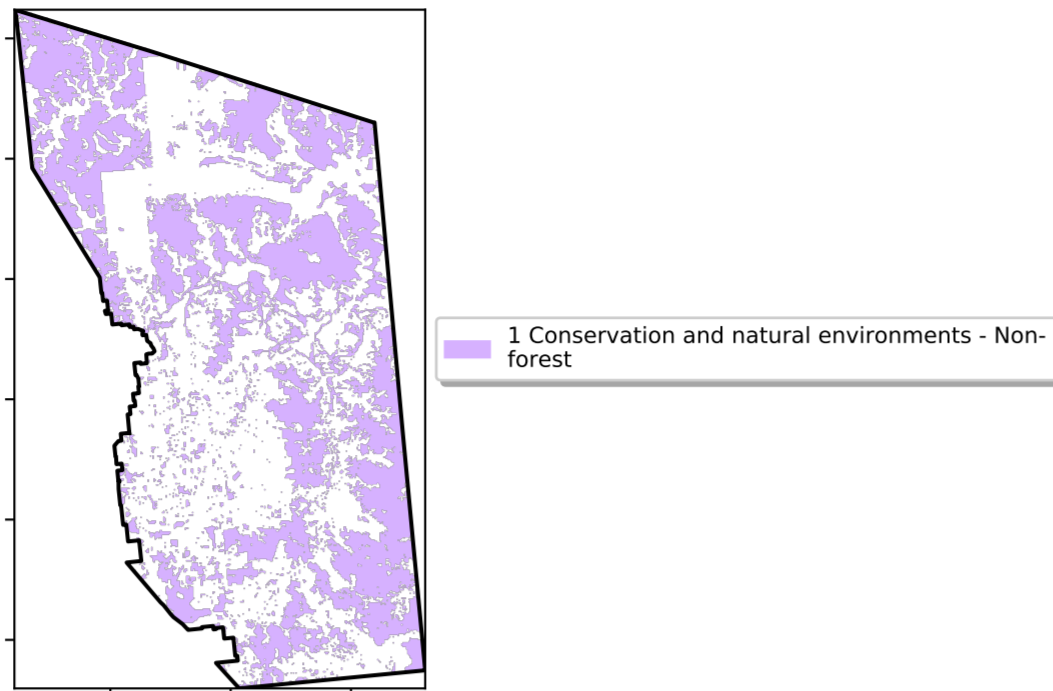 1 Conservation and natural environments - Non-
forest